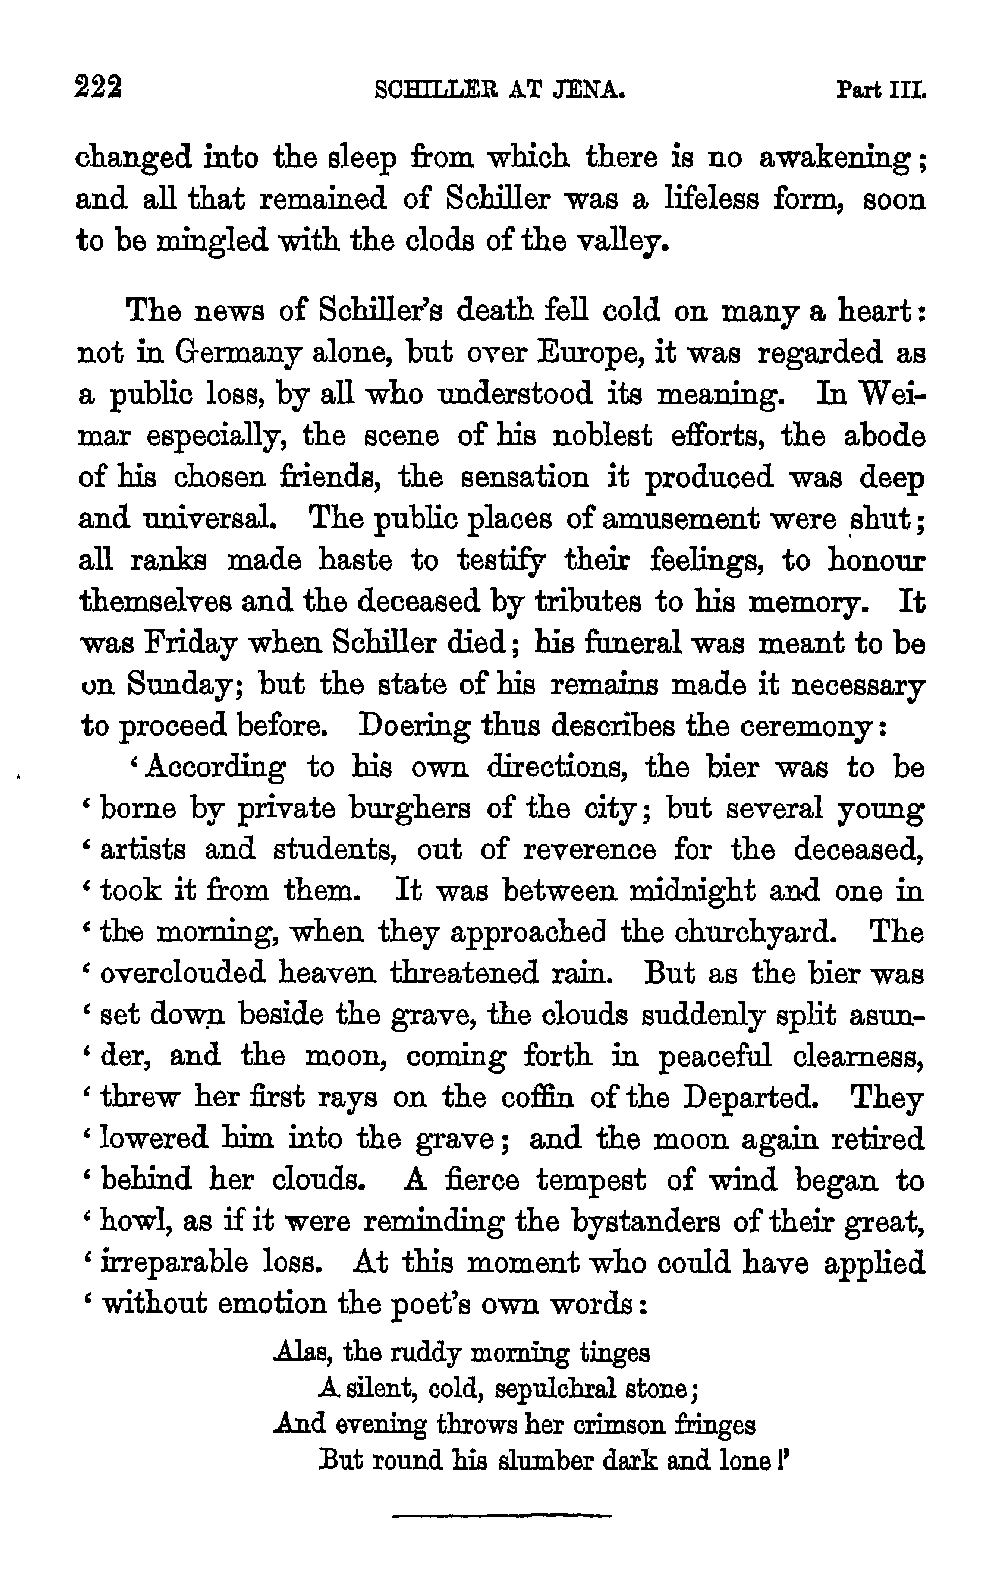 222 SCHILLER AT JENA. Part III.
changed into the sleep from which there is no awakening;
and all that remained of Schiller was a lifeless form, soon
to be mingled with the clods of the valley.
The news of Schiller's death fell cold on many a heart:
not in Germany alone, but over Europe, it was regarded as
a public loss, by all who understood its meaning. In Wei-
mar especially, the scene of his noblest efforts, the abode
of his chosen friends, the sensation it produced was deep
and universal. The public places of amusement were shut;
all ranks made haste to testify their feelings, to honour
themselves and the deceased by tributes to his memory. It
was Friday when Schiller died; his funeral was meant to be
on Sunday; but the state of his remains made it necessary
to proceed before. Doering thus describes the ceremony:
‘According to his own directions, the bier was to be
‘borne by private burghers of the city; but several young
‘artists and students, out of reverence for the deceased,
‘took it from them. It was between midnight and one in
‘the morning, when they approached the churchyard. The
‘overclouded heaven threatened rain. But as the bier was
‘set down beside the grave, the clouds suddenly split asun-
‘der, and the moon, coming forth in peaceful clearness,
‘threw her first rays on the coffin of the Departed. They
‘lowered him into the grave; and the moon again retired
‘behind her clouds. A fierce tempest of wind began to
‘howl, as if it were reminding the bystanders of their great,
‘irreparable loss. At this moment who could have applied
‘without emotion the poet's own words:
Alas, the ruddy morning tinges
A silent, cold, sepulchral stone;
And evening throws her crimson fringes
But round his slumber dark and lone!’